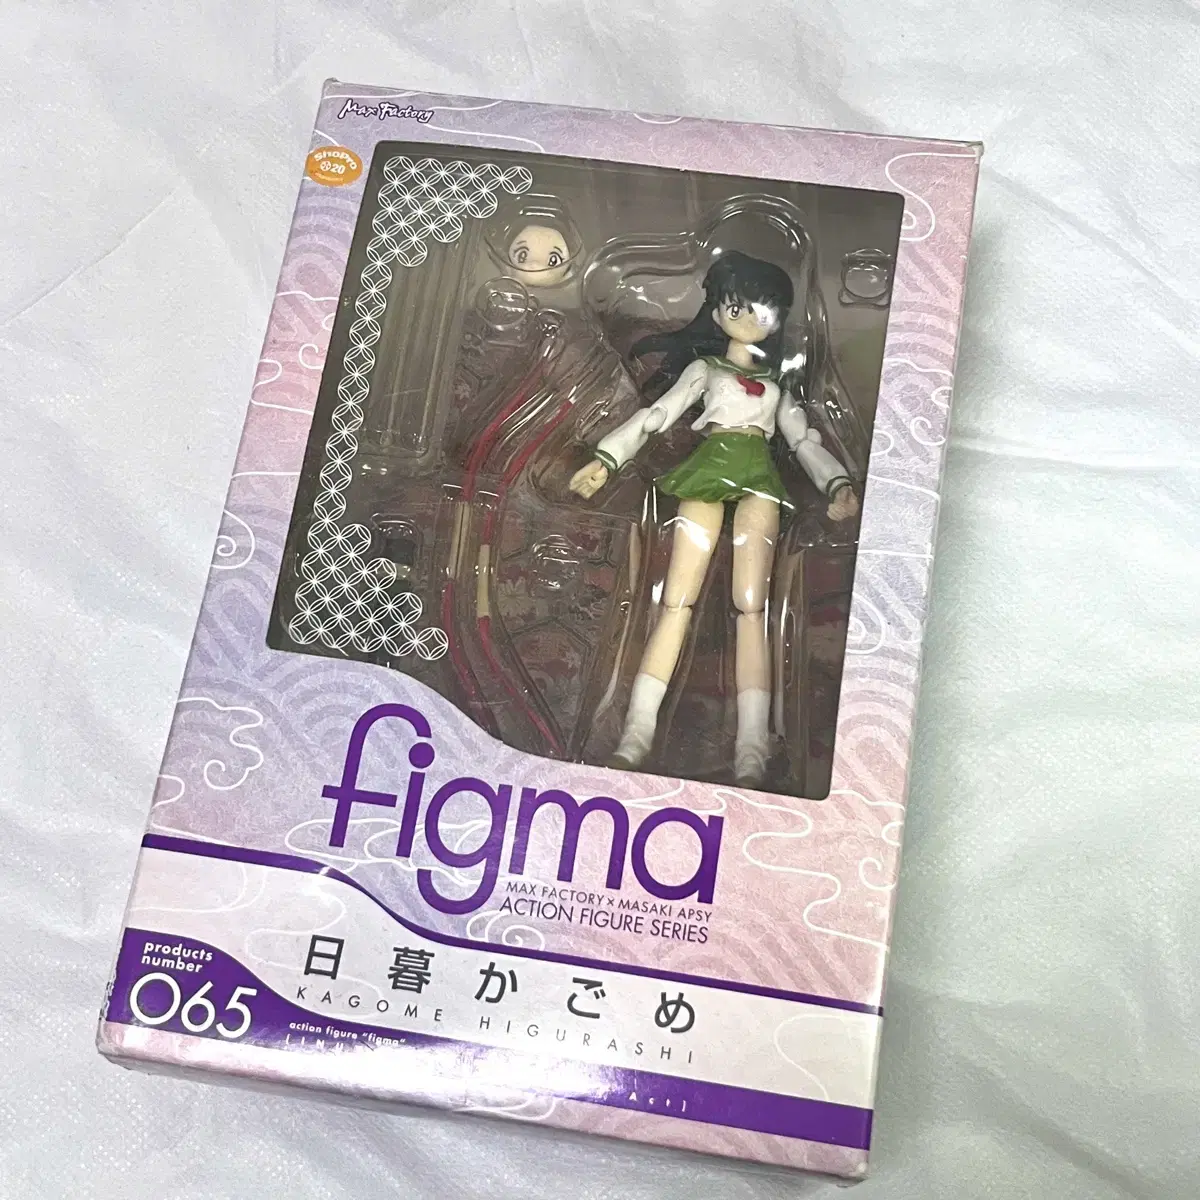 Max Factory
ShoPro
20
figma
MAX FACTORY×MASAKI APSY
ACTION FIGURE SERIES
日暮かごめ
KAGOME HIGURASHI
products
number
065
action figure "figma"
Act]